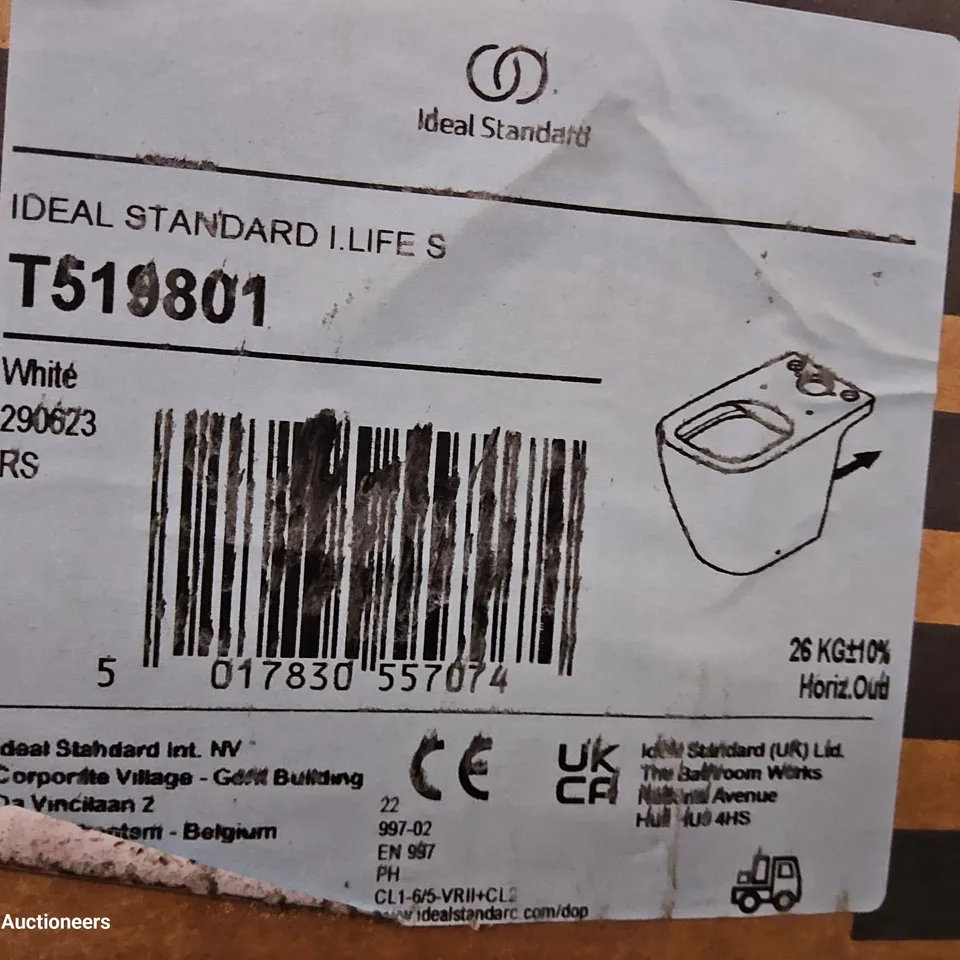 Ideal Standard
IDEAL STANDARD I.LIFE S
T519801
White
290623
RS
5 017830 557074
26 KG±10%
Horiz.Outl
deal Standard Int. NV
Corporate Village - Gent Building
Da Vincilaan 2
- Belgium
CE
22
997-02
EN 997
PH
CL1-6/5-VRII+CL2
www.idealstandard.com/dop
UK
CA
Ideal Standard (UK) Ltd.
The Bathroom Works
National Avenue
Hull HU5 4HS
Auctioneers